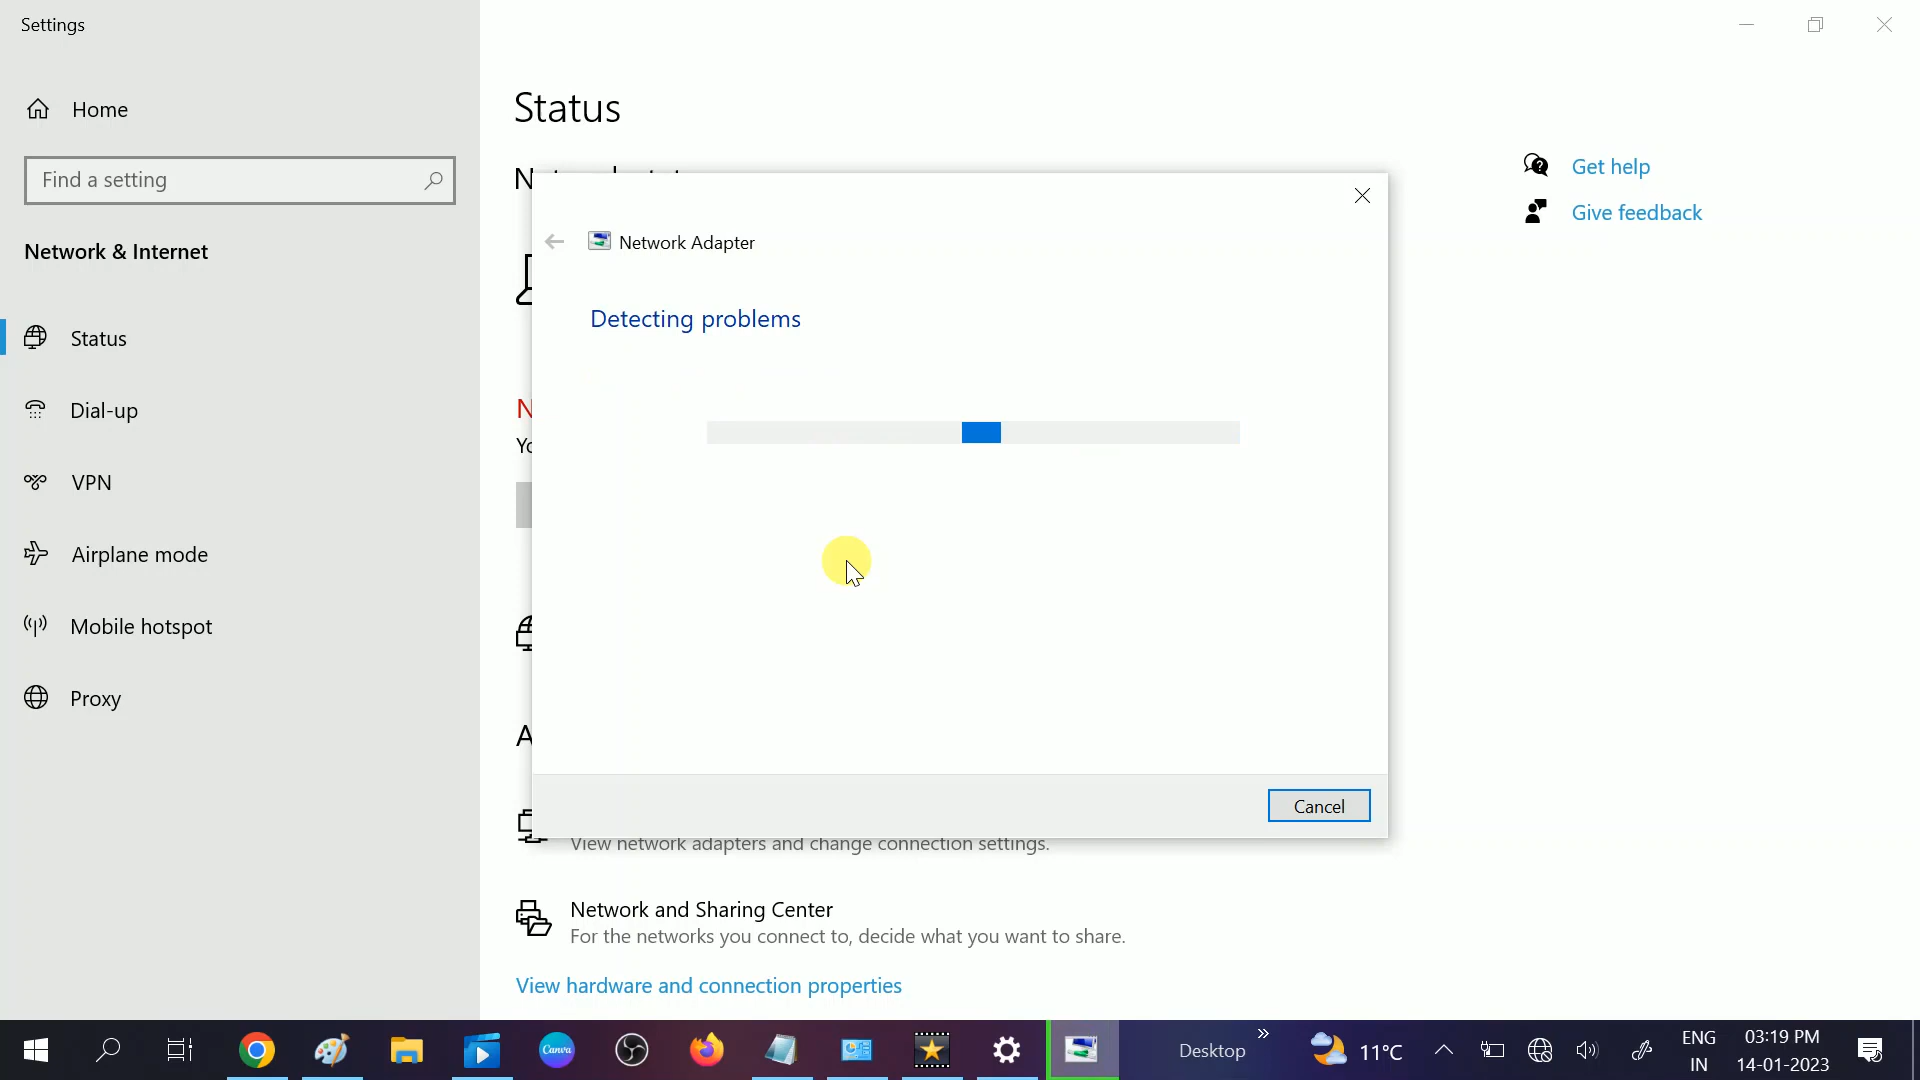 Settings
Home
Find a setting
Network & Internet
Status
Dial-up
VPN
Airplane mode
Mobile hotspot
Proxy
Status
Get help
Give feedback
Network Adapter
Detecting problems
Cancel
View network adapters and change connection settings.
Network and Sharing Center
For the networks you connect to, decide what you want to share.
View hardware and connection properties
Canva
Desktop
11°C
ENG
IN
03:19 PM
14-01-2023